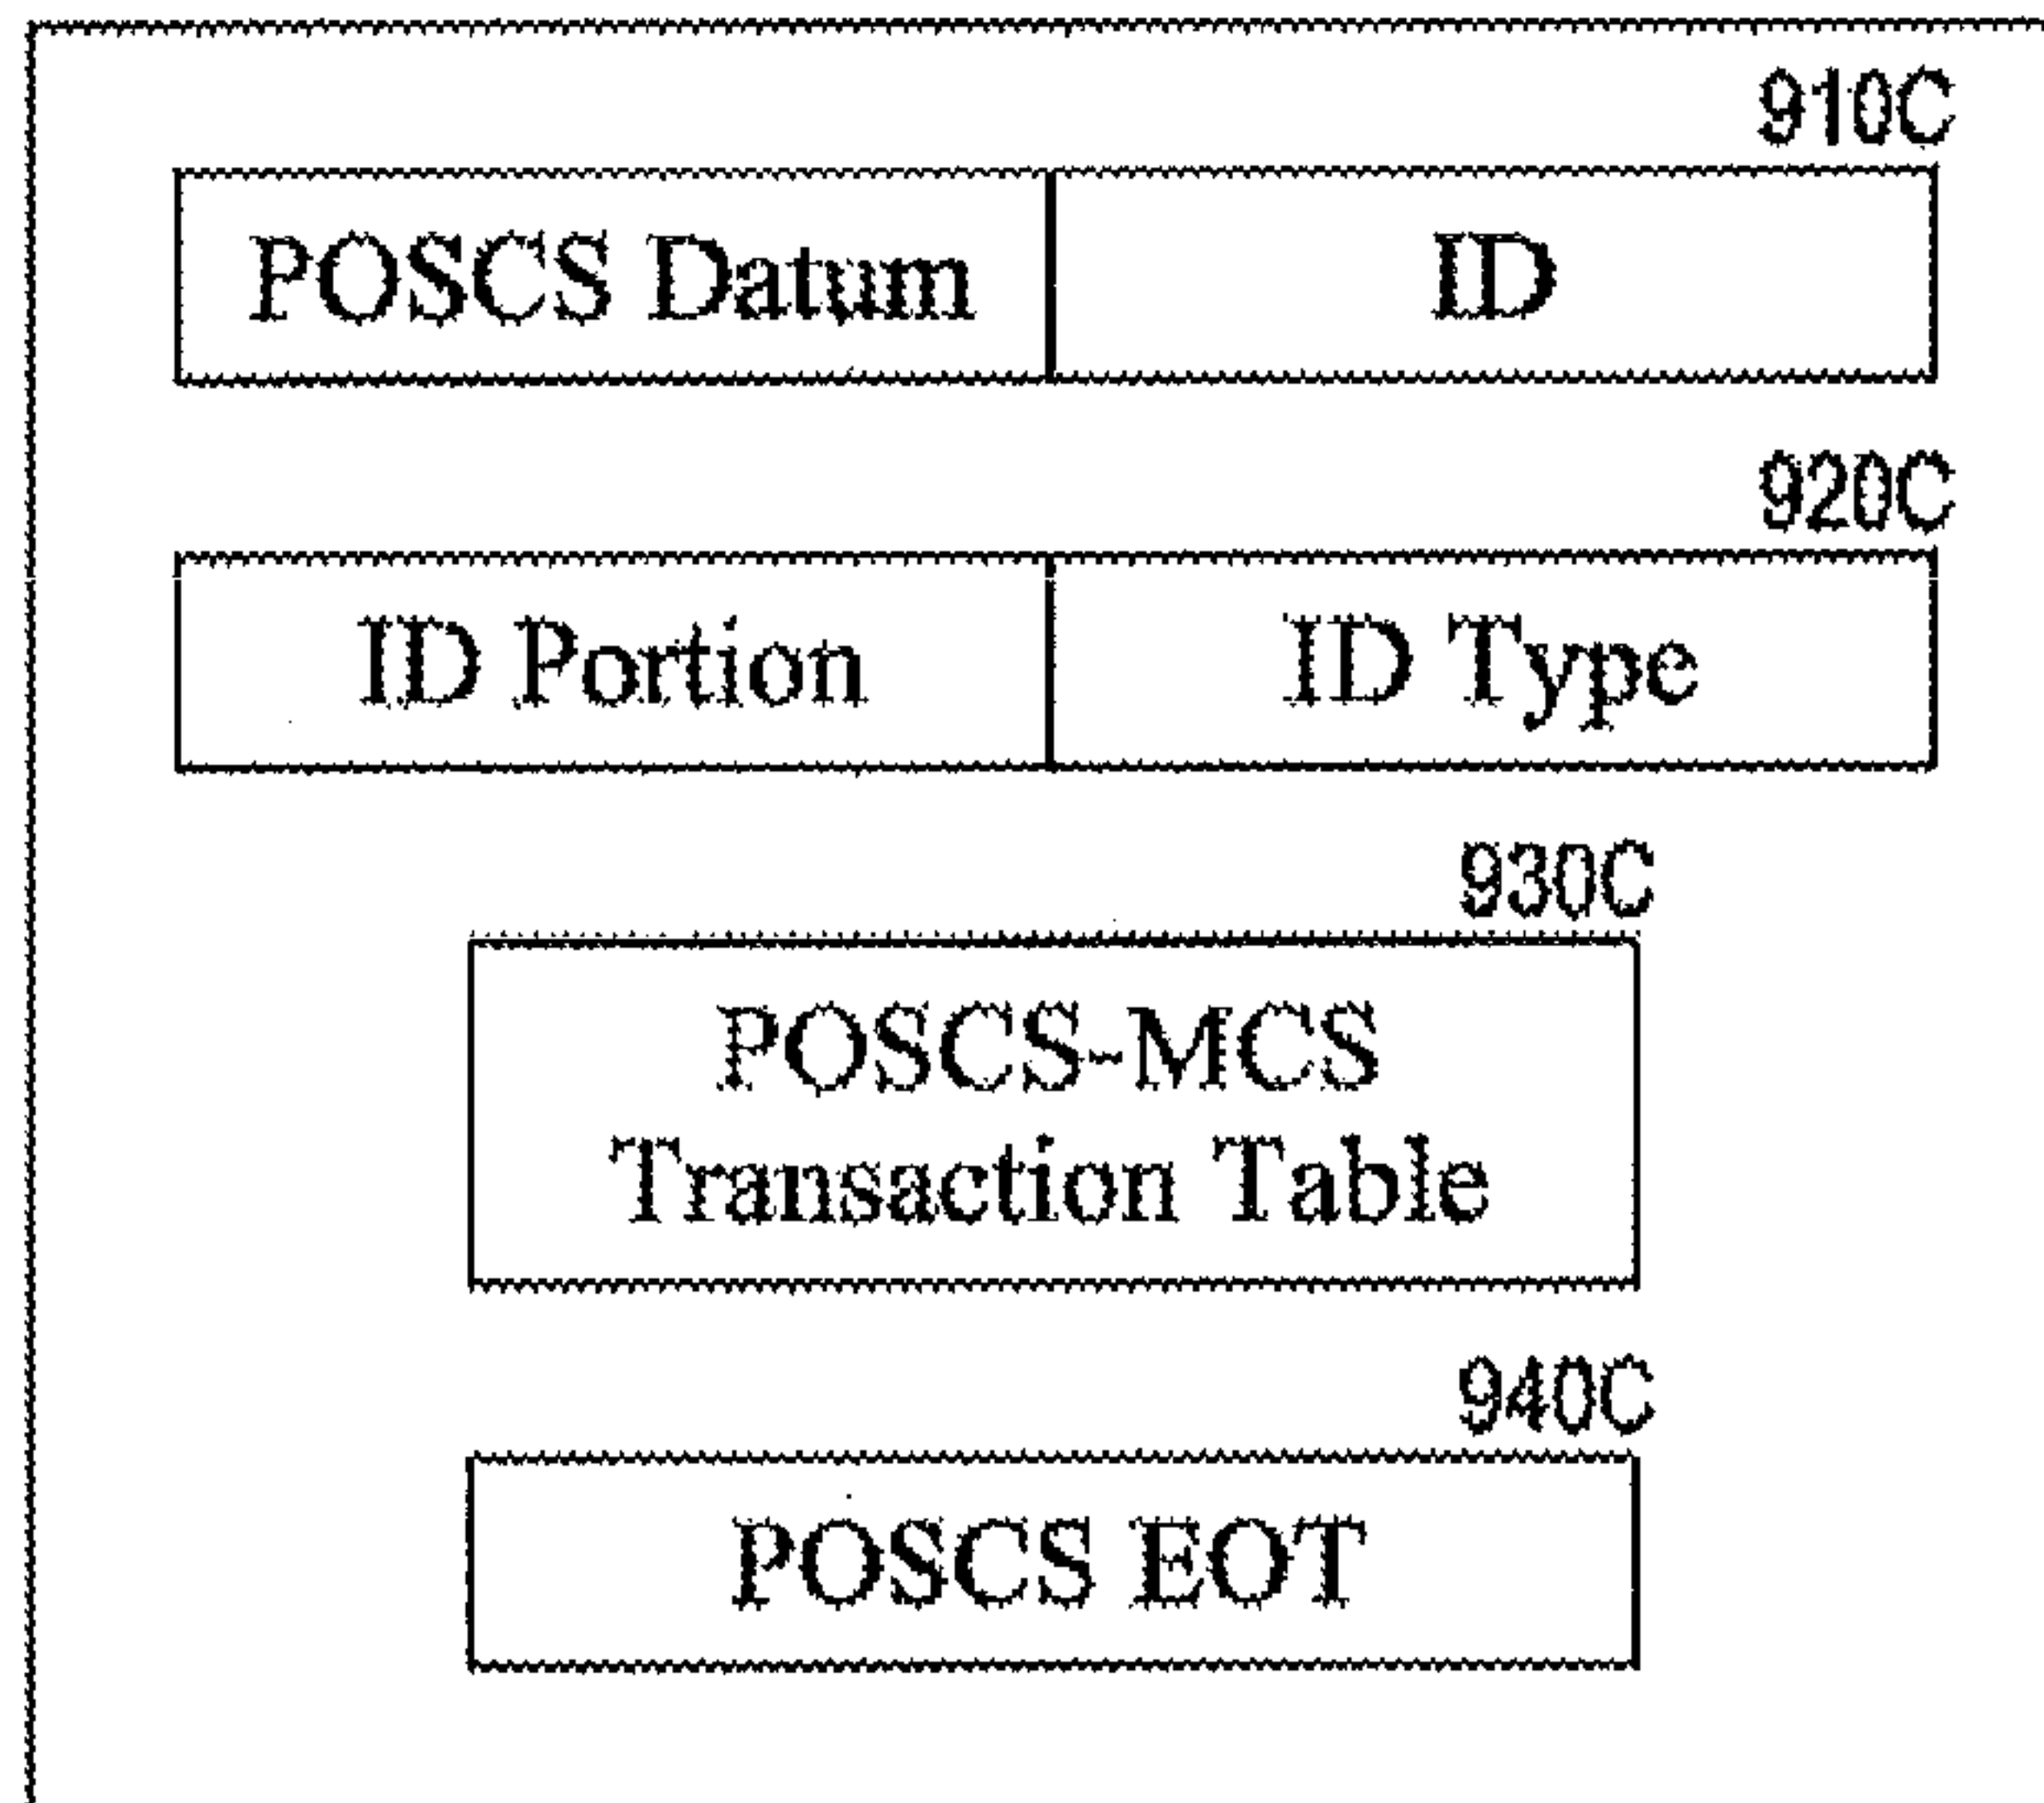 910C
POSCS Datum ID
920C
ID Portion ID Type
930C
POSCS-MCS
Transaction Table
940C
POSCS EOT